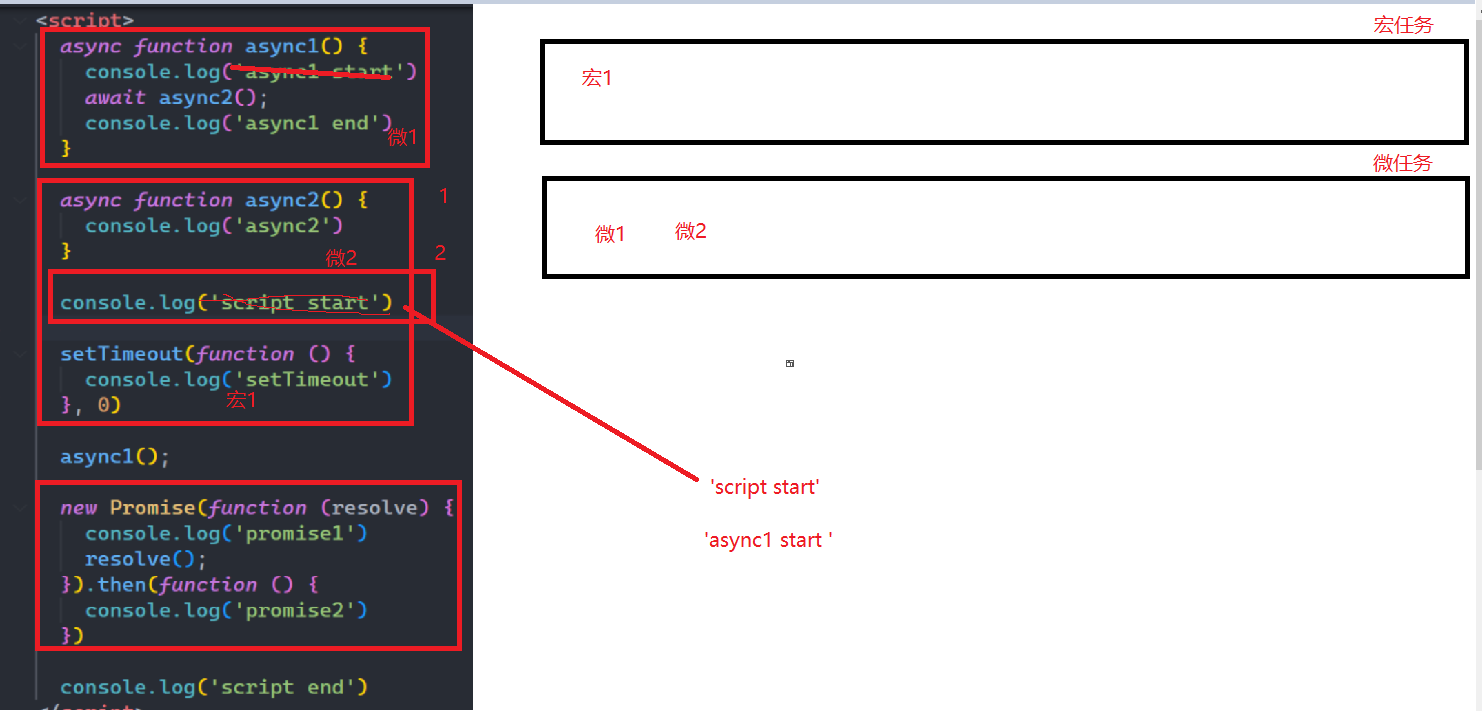 <script>
async function async1() {
console.log('async1 start')
await async2();
console.log('async1 end')
微1
}
async function async2() {
console.log('async2')
}
微2
1
2
console.log('script start')
setTimeout(function () {
console.log('setTimeout')
}, 0)
宏1
async1();
new Promise(function (resolve) {
console.log('promise1')
resolve();
}).then(function () {
console.log('promise2')
})
console.log('script end')
</script>
宏任务
宏1
微任务
微1 微2
'script start'
'async1 start '